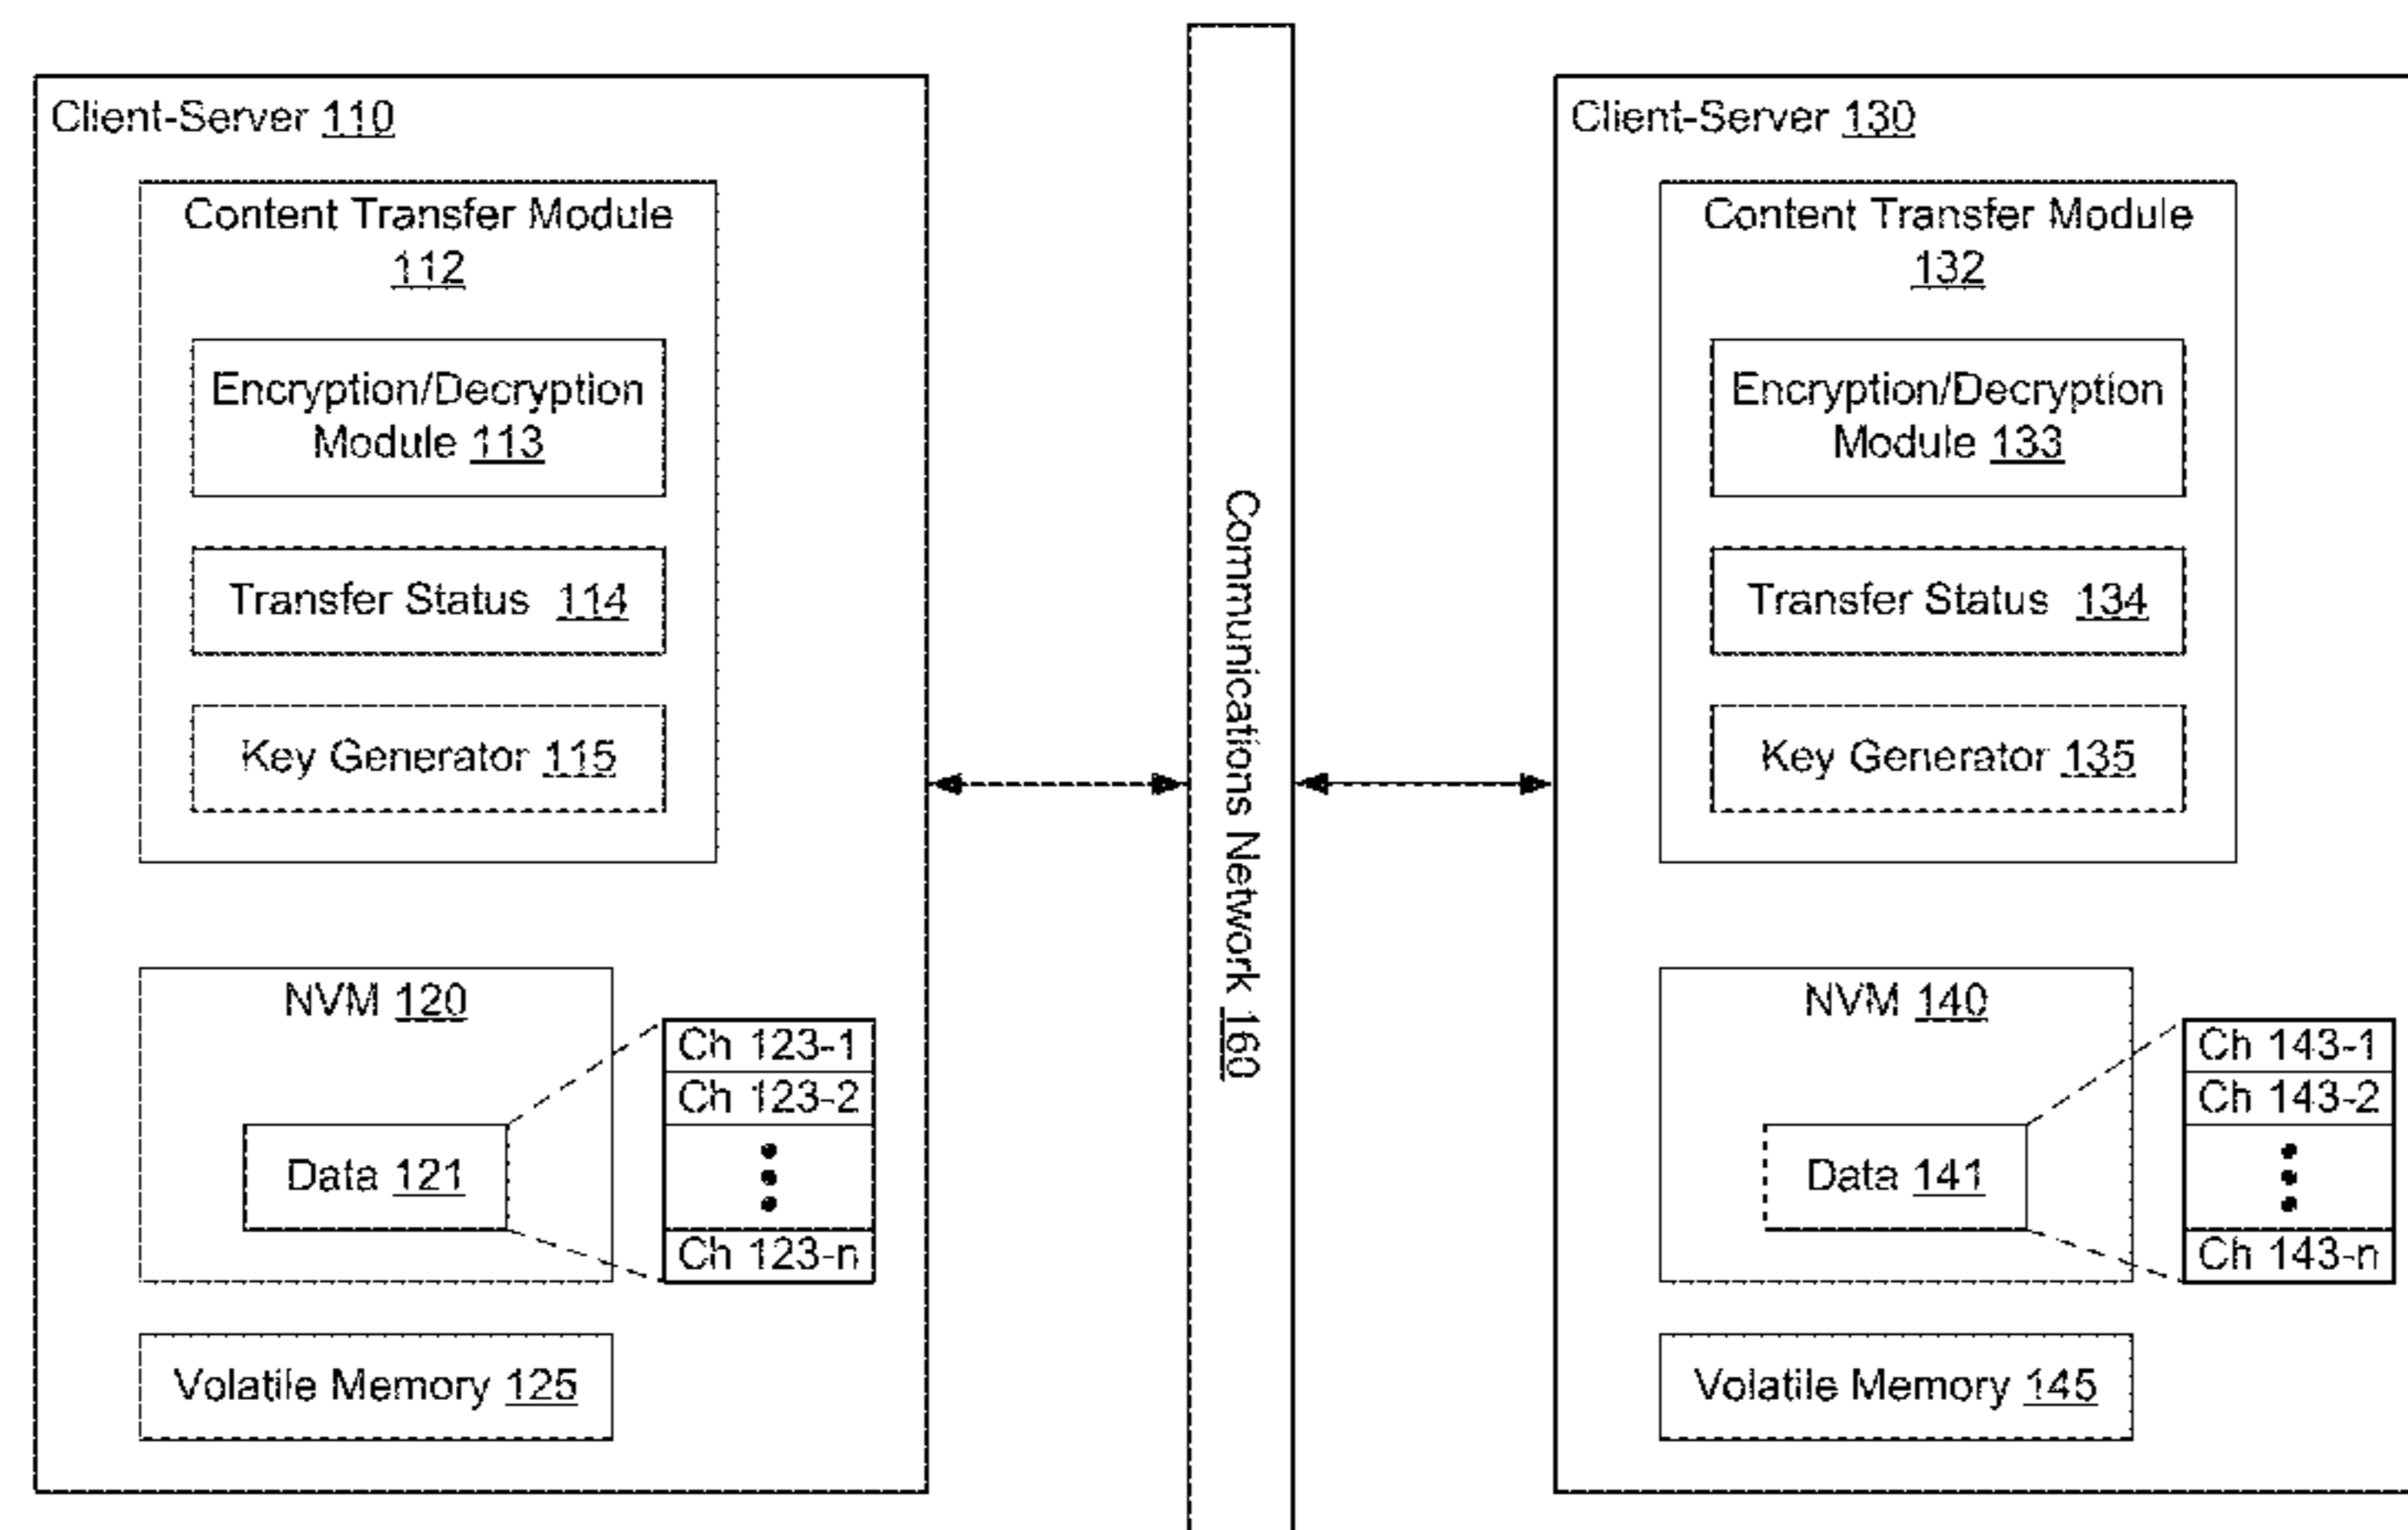 Client-Server 110
Content Transfer Module
112
Encryption/Decryption
Module 113
Transfer Status 114
Key Generator 115
NVM 120
Data 121
Ch 123-1
Ch 123-2
Ch 123-n
Volatile Memory 125
Communications Network 160
Client-Server 130
Content Transfer Module
132
Encryption/Decryption
Module 133
Transfer Status 134
Key Generator 135
NVM 140
Data 141
Ch 143-1
Ch 143-2
Ch 143-n
Volatile Memory 145